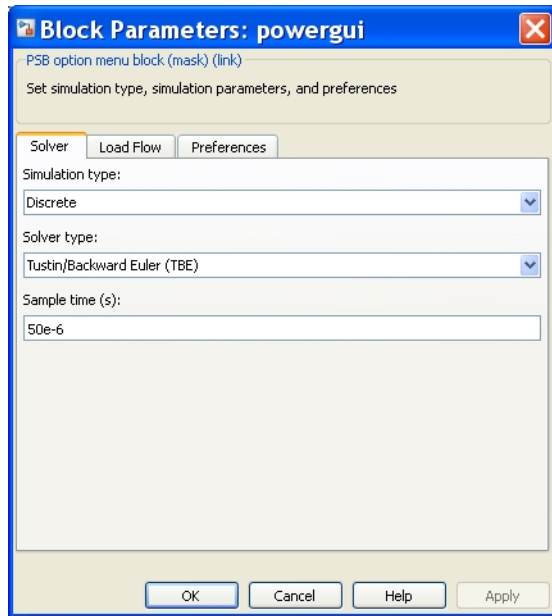 Block Parameters: powergui
PSB option menu block (mask) (link)
Set simulation type, simulation parameters, and preferences
Solver
Load Flow
Preferences
Simulation type:
Discrete
Solver type:
Tustin/Backward Euler (TBE)
Sample time (s):
50e-6
OK
Cancel
Help
Apply